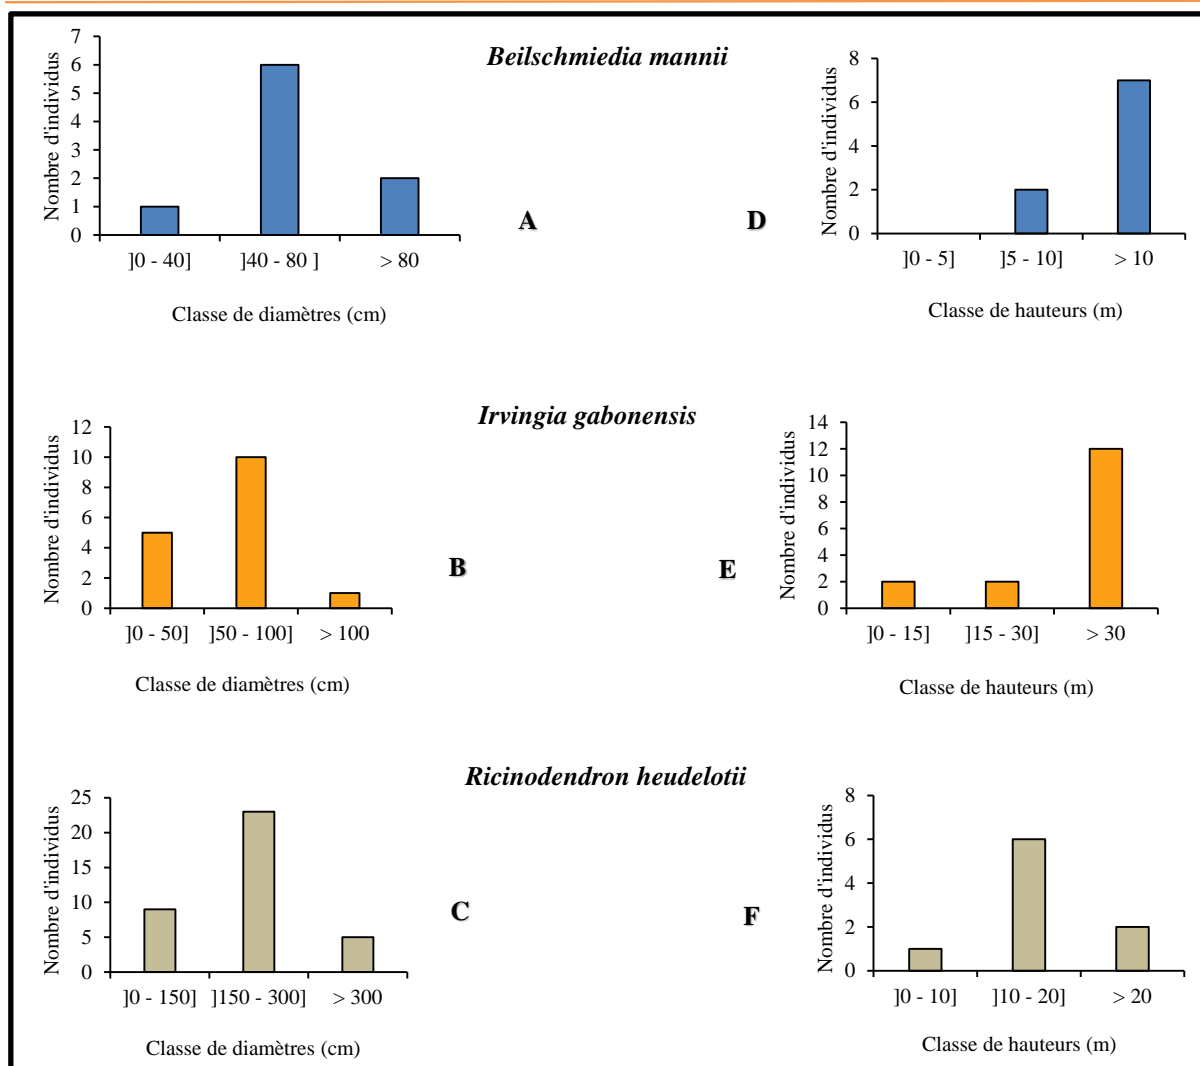 Beilschmiedia mannii
Nombre d'individus
7
6
5
4
3
2
1
0
]0 - 40] ]40 - 80 ] > 80
Classe de diamètres (cm)
A
D
Nombre d'individus
8
6
4
2
0
]0 - 5] ]5 - 10] > 10
Classe de hauteurs (m)
Irvingia gabonensis
Nombre d'individus
12
10
8
6
4
2
0
]0 - 50] ]50 - 100] > 100
Classe de diamètres (cm)
B
E
Nombre d'individus
14
12
10
8
6
4
2
0
]0 - 15] ]15 - 30] > 30
Classe de hauteurs (m)
Ricinodendron heudelotii
Nombre d'individus
25
20
15
10
5
0
]0 - 150] ]150 - 300] > 300
Classe de diamètres (cm)
C
F
Nombre d'individus
8
6
4
2
0
]0 - 10] ]10 - 20] > 20
Classe de hauteurs (m)